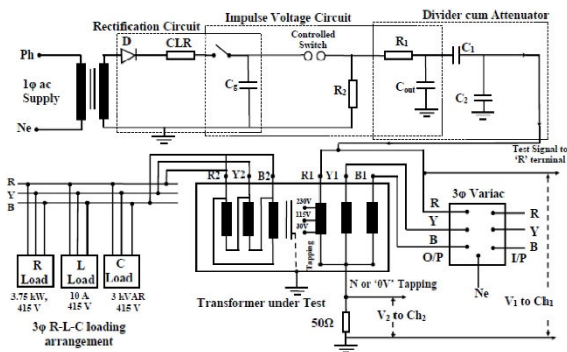 Rectification Circuit
Impulse Voltage Circuit
Divider cum Attenuator
D
CLR
Controlled
Switch
R1
C1
Ph
1φ ac
Supply
Ne
Cg
R2
Cout
C2
Test Signal to
'R' terminal
R2 Y2 B2
R1 Y1 B1
3φ Variac
R
Y
B
230V
115V
30V
Tapping
R
Y
B
O/P
R
Y
B
I/P
Ne
R
Load
L
Load
C
Load
3.75 kW,
415 V
10 A
415 V
3 kVAR
415 V
3φ R-L-C loading
arrangement
Transformer under Test
N or '0V' Tapping
50Ω
V2 to Ch2
V1 to Ch1